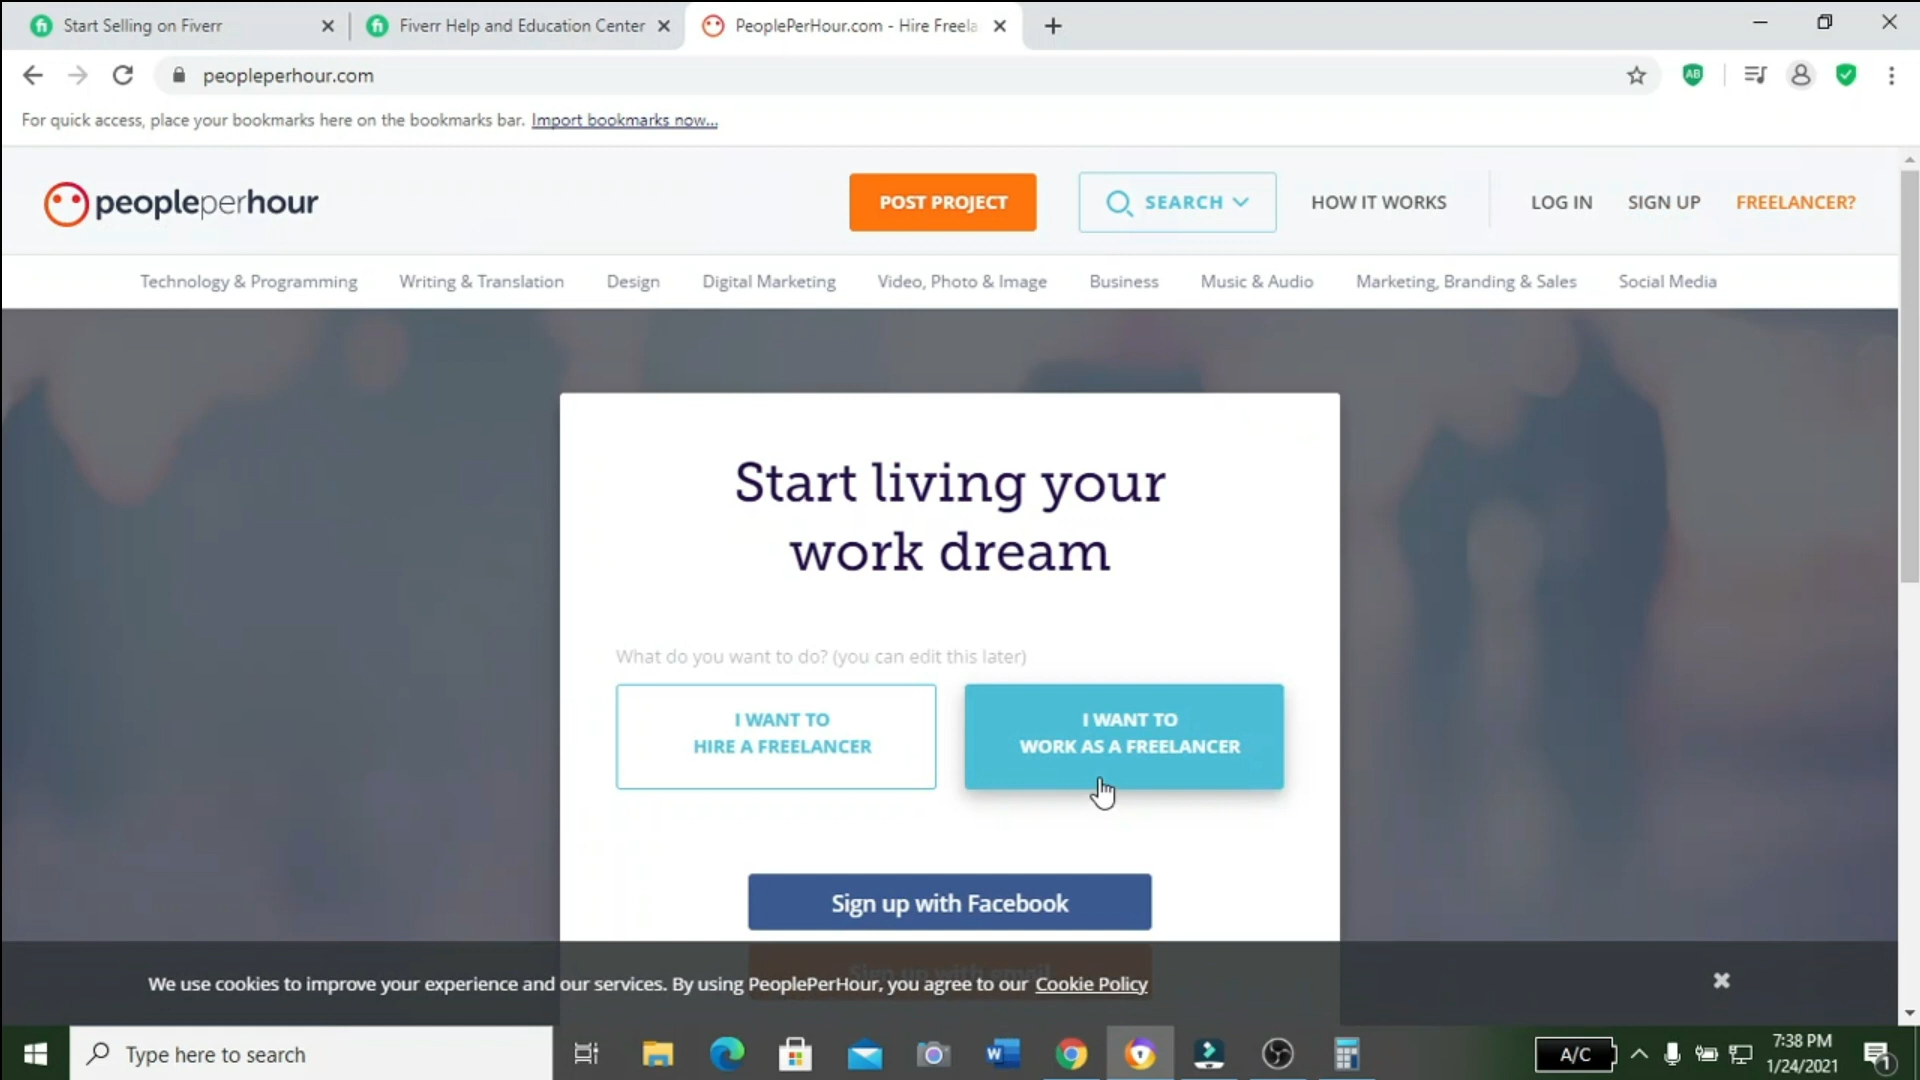 Start Selling on Fiverr
Fiverr Help and Education Center
PeoplePerHour.com - Hire Freela
peopleperhour.com
For quick access, place your bookmarks here on the bookmarks bar. Import bookmarks now...
peopleperhour
POST PROJECT
SEARCH
HOW IT WORKS
LOG IN
SIGN UP
FREELANCER?
Technology & Programming
Writing & Translation
Design
Digital Marketing
Video, Photo & Image
Business
Music & Audio
Marketing, Branding & Sales
Social Media
Start living your
work dream
What do you want to do? (you can edit this later)
I WANT TO
HIRE A FREELANCER
I WANT TO
WORK AS A FREELANCER
Sign up with Facebook
Sign up with email
We use cookies to improve your experience and our services. By using PeoplePerHour, you agree to our Cookie Policy
Type here to search
A/C
7:38 PM
1/24/2021
1